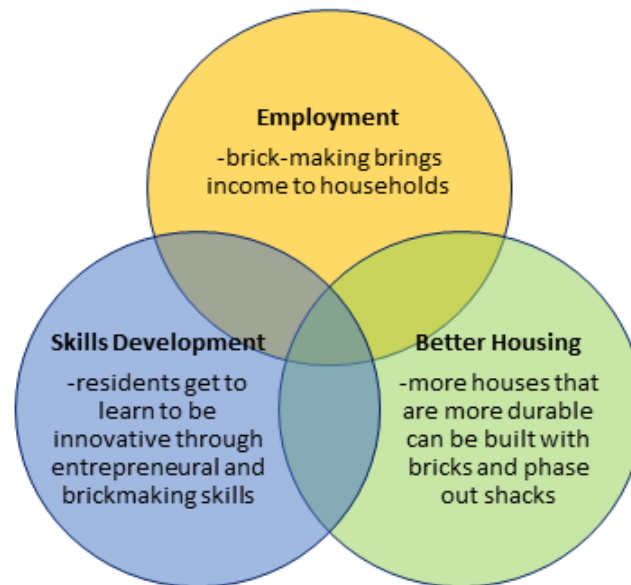 Employment
-brick-making brings
income to households
Skills Development
-residents get to
learn to be
innovative through
entrepreneural and
brickmaking skills
Better Housing
-more houses that
are more durable
can be built with
bricks and phase
out shacks